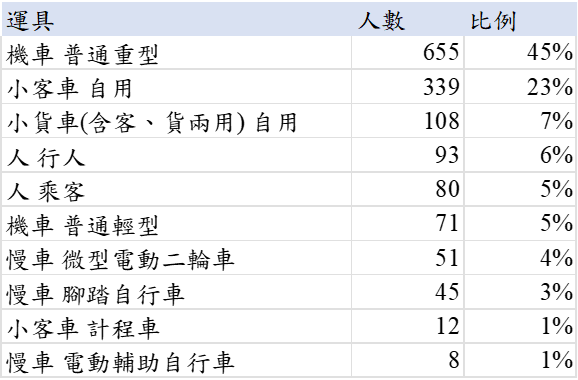 運具 人數 比例
機車 普通重型 655 45%
小客車 自用 339 23%
小貨車(含客、貨兩用) 自用 108 7%
人 行人 93 6%
人 乘客 80 5%
機車 普通輕型 71 5%
慢車 微型電動二輪車 51 4%
慢車 腳踏自行車 45 3%
小客車 計程車 12 1%
慢車 電動輔助自行車 8 1%